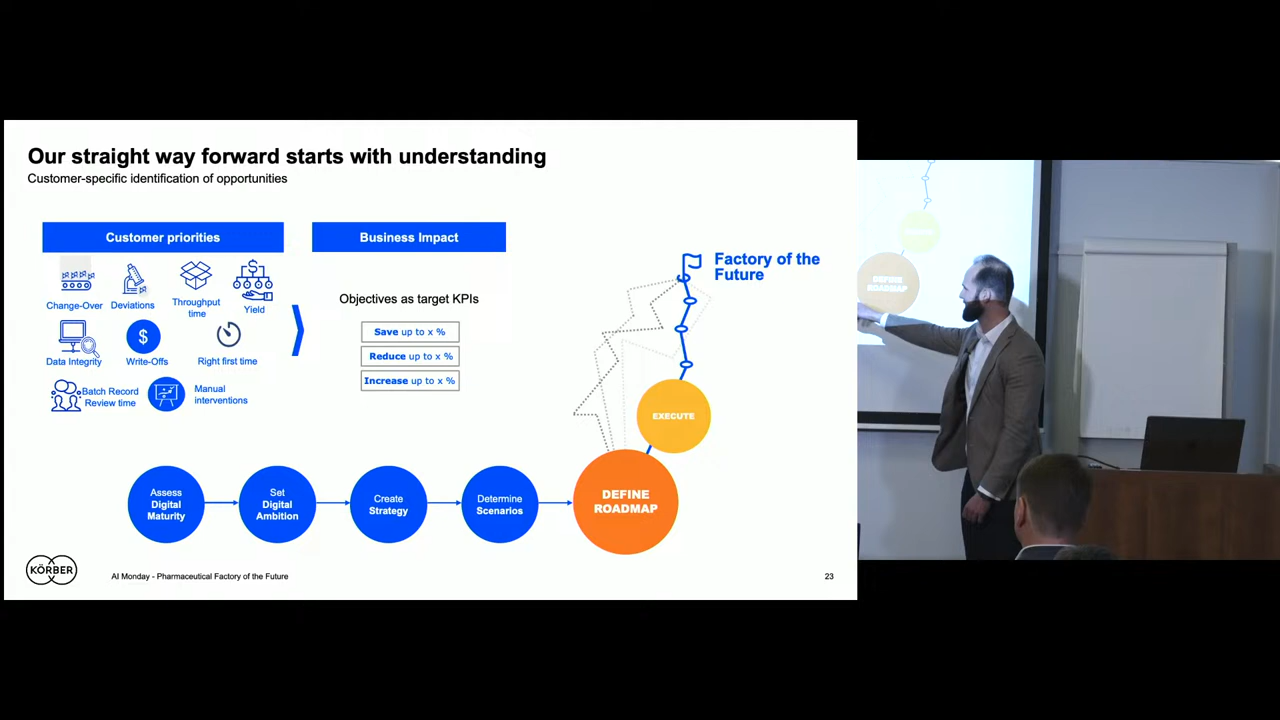 Our straight way forward starts with understanding
Customer-specific identification of opportunities
Customer priorities
Business Impact
Change-Over
Deviations
Throughput
time
Yield
Data Integrity
$
Write-Offs
Right first time
Batch Record
Review time
Manual
interventions
Objectives as target KPIs
Save up to x %
Reduce up to x %
Increase up to x %
Factory of the
Future
EXECUTE
DEFINE
ROADMAP
Assess
Digital
Maturity
Set
Digital
Ambition
Create
Strategy
Determine
Scenarios
KÖRBER
AI Monday - Pharmaceutical Factory of the Future
23
DEFINE
ROADMAP